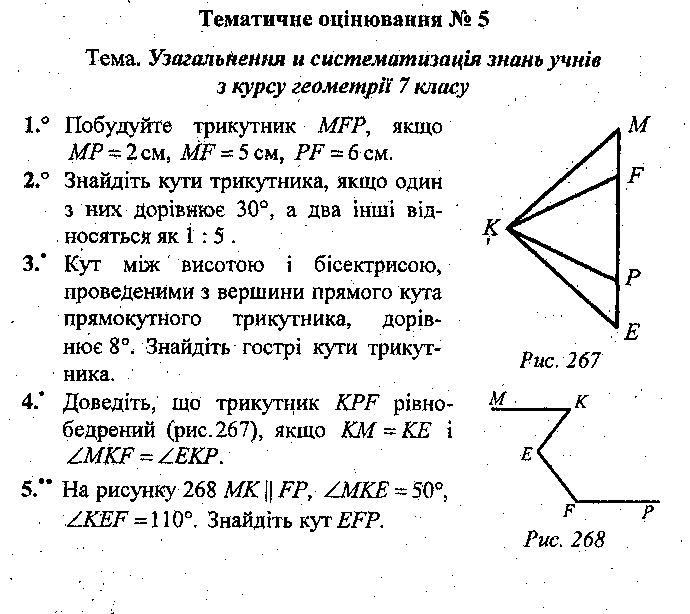 Тематичне оцінювання № 5
Тема. Узагальнення и систематизація знань учнів
з курсу геометрії 7 класу
1.° Побудуйте трикутник MFP, якщо
MP = 2 см, MF = 5 см, PF = 6 см.
2.° Знайдіть кути трикутника, якщо один
з них дорівнює 30°, а два інші від-
носяться як 1 : 5 .
3.• Кут між висотою і бісектрисою,
проведеними з вершини прямого кута
прямокутного трикутника, дорів-
нює 8°. Знайдіть гострі кути трикут-
ника.
4.• Доведіть, що трикутник KPF рівно-
бедрений (рис.267), якщо KM = KE і
∠MKF = ∠EKP.
5.•• На рисунку 268 MK || FP, ∠MKE = 50°,
∠KEF = 110°. Знайдіть кут EFP.
M
F
K
P
E
Рис. 267
M
K
E
F
P
Рис. 268